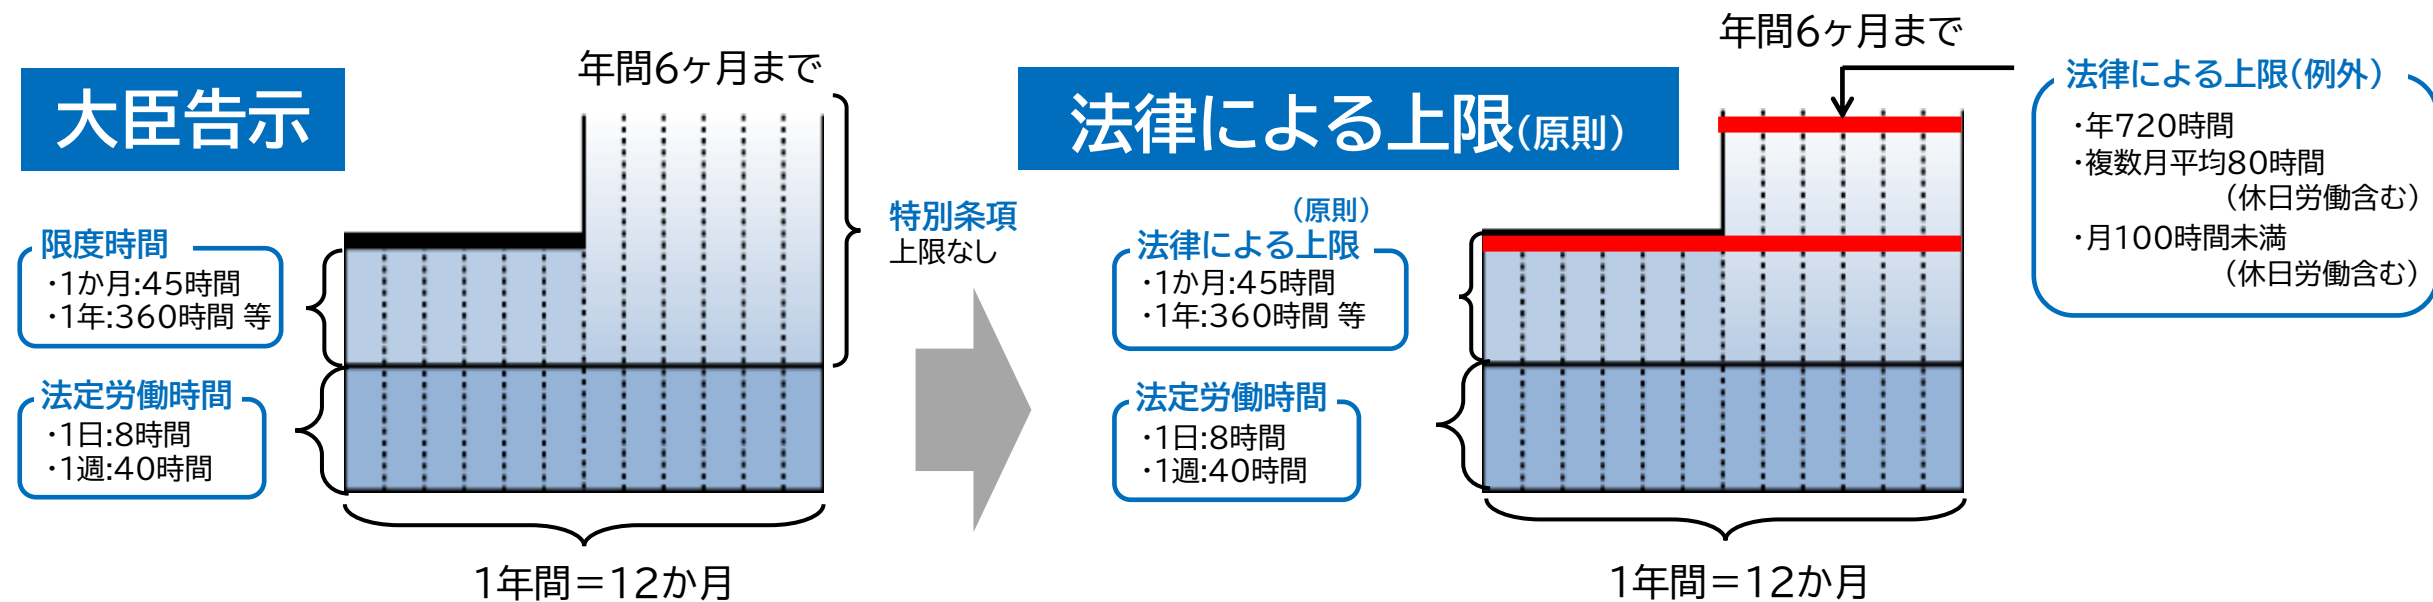 大臣告示
年間6ヶ月まで
特別条項
上限なし
限度時間
・1か月:45時間
・1年:360時間 等
法定労働時間
・1日:8時間
・1週:40時間
1年間＝12か月
法律による上限(原則)
年間6ヶ月まで
法律による上限(例外)
・年720時間
・複数月平均80時間
(休日労働含む)
・月100時間未満
(休日労働含む)
(原則)
法律による上限
・1か月:45時間
・1年:360時間 等
法定労働時間
・1日:8時間
・1週:40時間
1年間＝12か月